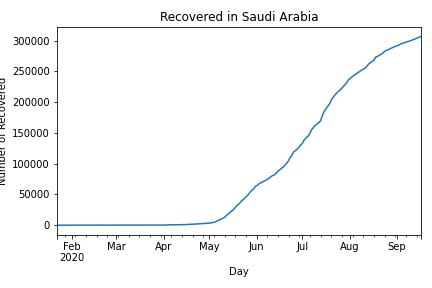 Recovered in Saudi Arabia
Number of Recovered
300000
250000
200000
150000
100000
50000
0
Feb Mar Apr May Jun Jul Aug Sep
2020
Day